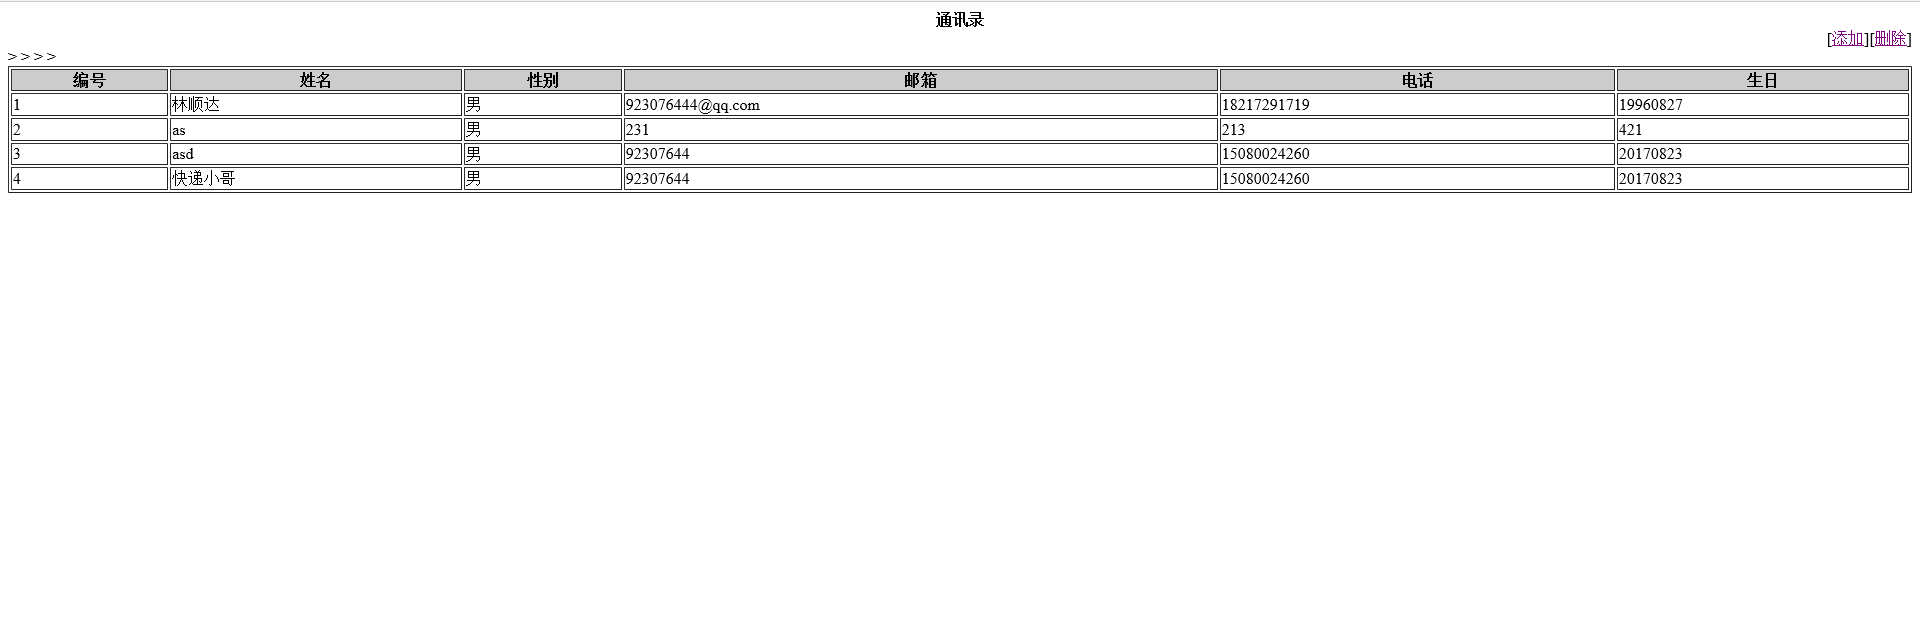 通讯录
[添加][删除]
> > > >
编号 姓名 性别 邮箱 电话 生日
1 林顺达 男 923076444@qq.com 18217291719 19960827
2 as 男 231 213 421
3 asd 男 92307644 15080024260 20170823
4 快递小哥 男 92307644 15080024260 20170823